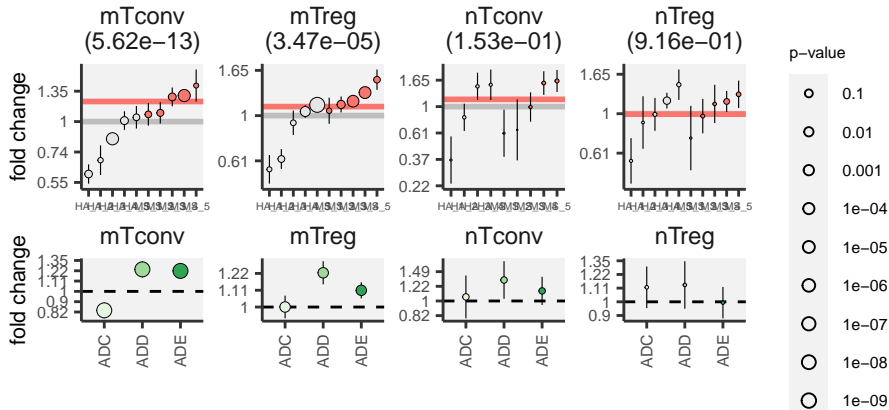 mTconv
(5.62e−13)
mTreg
(3.47e−05)
nTconv
(1.53e−01)
nTreg
(9.16e−01)
fold change
1.35
1
0.74
0.55
1.65
1
0.61
1.65
1
0.61
0.37
0.22
1.65
1
0.61
mTconv
mTreg
nTconv
nTreg
fold change
1.35
1.22
1.11
1
0.9
0.82
1.22
1.11
1
1.49
1.22
1
0.82
1.35
1.22
1.11
1
0.9
ADC
ADD
ADE
ADC
ADD
ADE
ADC
ADD
ADE
ADC
ADD
ADE
p−value
0.1
0.01
0.001
1e−04
1e−05
1e−06
1e−07
1e−08
1e−09